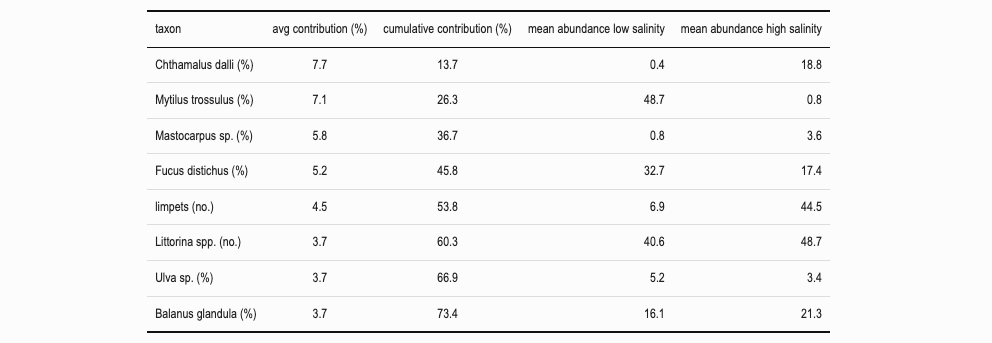 taxon avg contribution (%) cumulative contribution (%) mean abundance low salinity mean abundance high salinity
Chthamalus dalli (%) 7.7 13.7 0.4 18.8
Mytilus trossulus (%) 7.1 26.3 48.7 0.8
Mastocarpus sp. (%) 5.8 36.7 0.8 3.6
Fucus distichus (%) 5.2 45.8 32.7 17.4
limpets (no.) 4.5 53.8 6.9 44.5
Littorina spp. (no.) 3.7 60.3 40.6 48.7
Ulva sp. (%) 3.7 66.9 5.2 3.4
Balanus glandula (%) 3.7 73.4 16.1 21.3